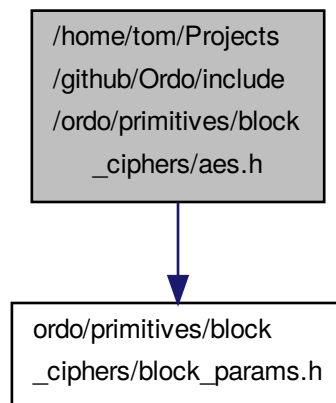 /home/tom/Projects
/github/Ordo/include
/ordo/primitives/block
_ciphers/aes.h
ordo/primitives/block
_ciphers/block_params.h